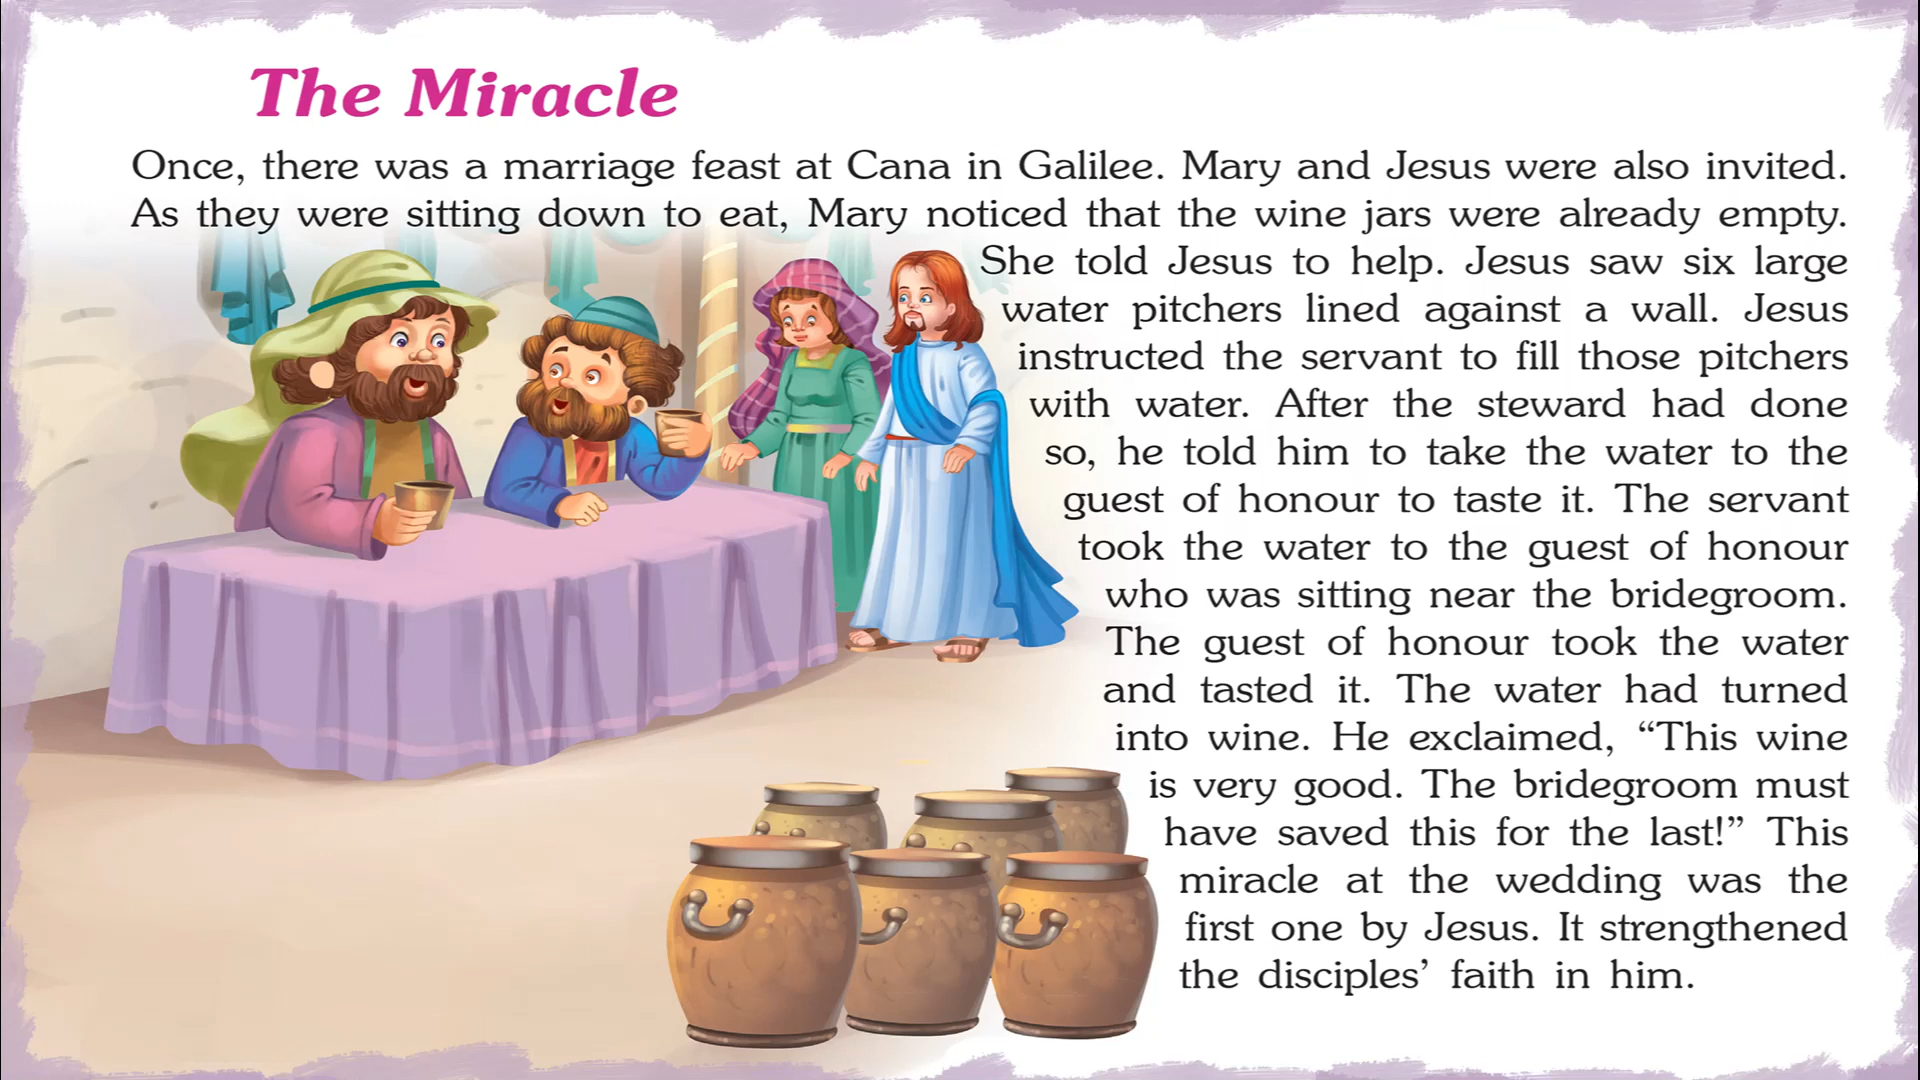 The Miracle
Once, there was a marriage feast at Cana in Galilee. Mary and Jesus were also invited.
As they were sitting down to eat, Mary noticed that the wine jars were already empty.
She told Jesus to help. Jesus saw six large
water pitchers lined against a wall. Jesus
instructed the servant to fill those pitchers
with water. After the steward had done
so, he told him to take the water to the
guest of honour to taste it. The servant
took the water to the guest of honour
who was sitting near the bridegroom.
The guest of honour took the water
and tasted it. The water had turned
into wine. He exclaimed, “This wine
is very good. The bridegroom must
have saved this for the last!” This
miracle at the wedding was the
first one by Jesus. It strengthened
the disciples’ faith in him.